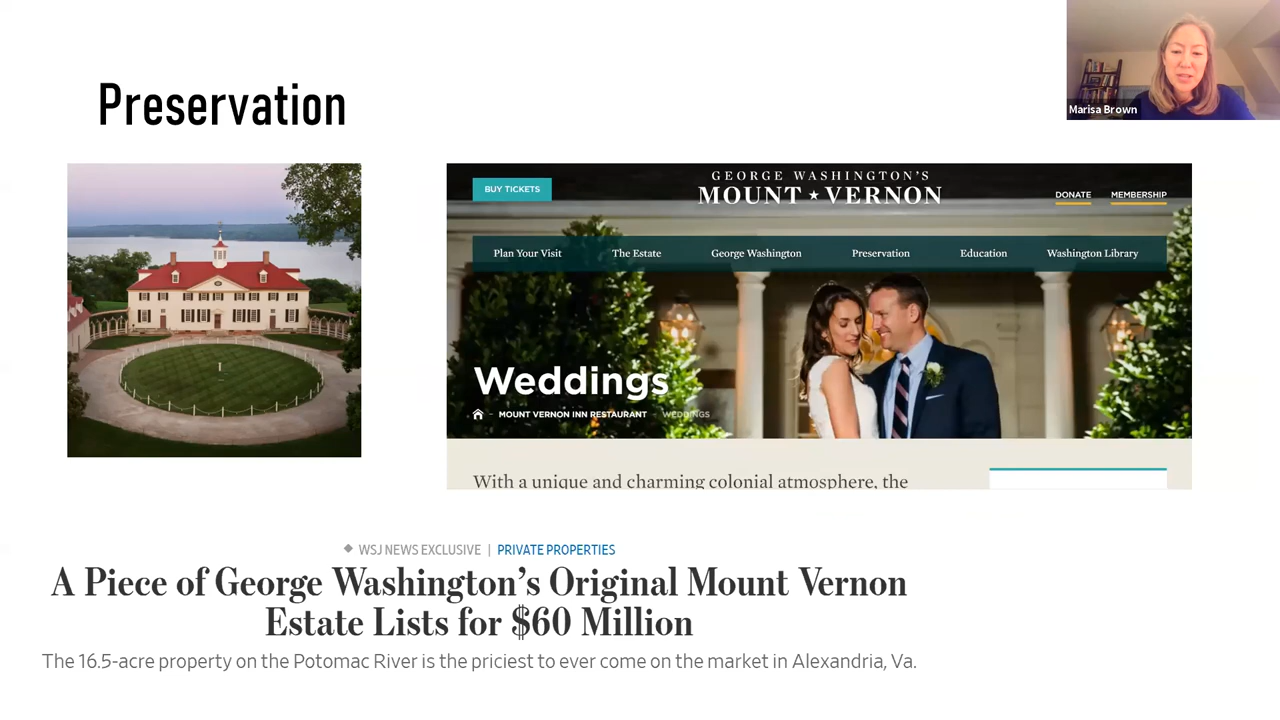 Preservation
Marisa Brown
BUY TICKETS
GEORGE WASHINGTON'S
MOUNT ★ VERNON
DONATE MEMBERSHIP
Plan Your Visit The Estate George Washington Preservation Education Washington Library
Weddings
MOUNT VERNON INN RESTAURANT WEDDINGS
With a unique and charming colonial atmosphere, the
◆ WSJ NEWS EXCLUSIVE | PRIVATE PROPERTIES
A Piece of George Washington’s Original Mount Vernon
Estate Lists for $60 Million
The 16.5-acre property on the Potomac River is the priciest to ever come on the market in Alexandria, Va.